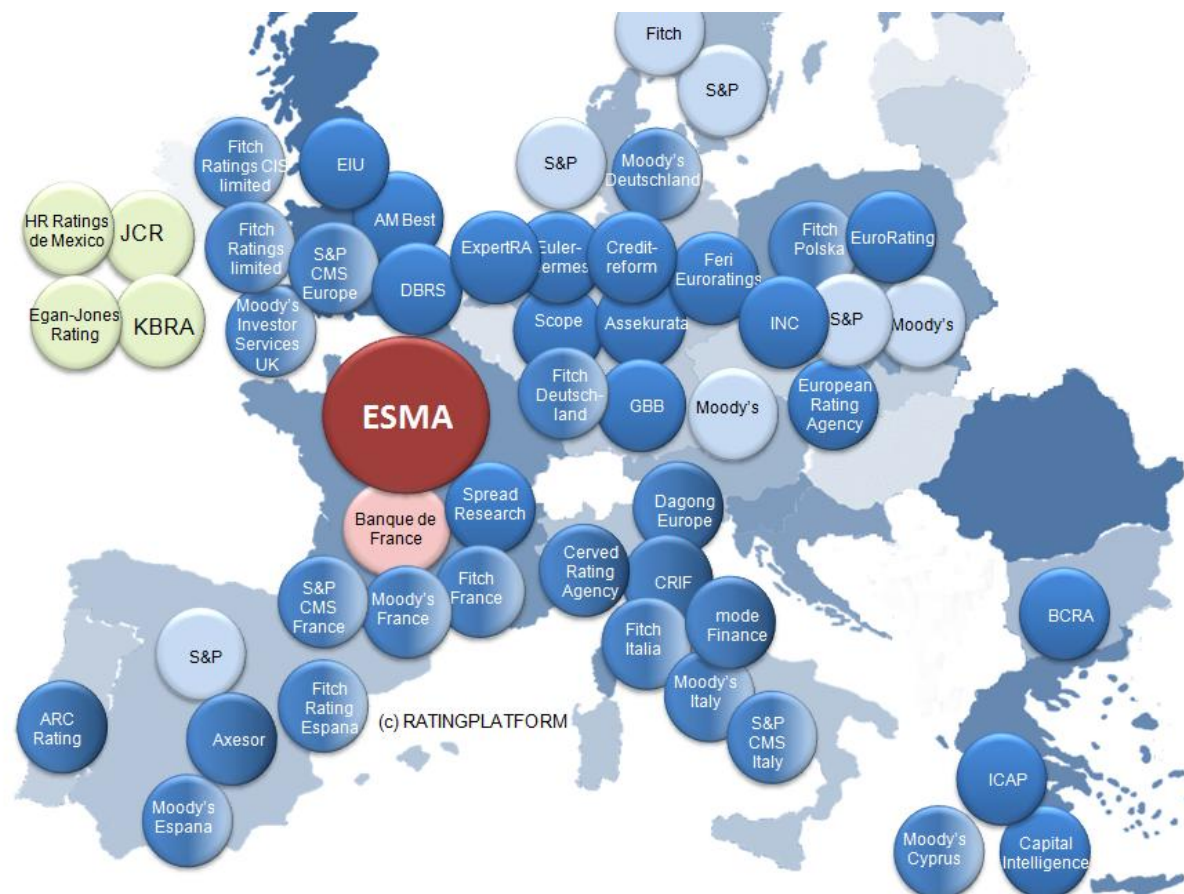 Fitch
S&P
S&P
Moody's
Deutschland
Fitch
Ratings CIS
limited
EIU
AM Best
HR Ratings
de Mexico
JCR
Egan-Jones
Rating
KBRA
Fitch
Ratings
limited
S&P
CMS
Europe
Moody's
Investor
Services
UK
DBRS
ExpertRA
Euler-
Credit-
reform
Feri
Euroratings
Fitch
Polska
EuroRating
Scope
Assekurata
INC
S&P
Moody's
Fitch
Deutsch-
land
GBB
Moody's
European
Rating
Agency
ESMA
Banque de
France
Spread
Research
Dagong
Europe
Cerved
Rating
Agency
CRIF
mode
Finance
S&P
CMS
France
Moody's
France
Fitch
France
Fitch
Italia
Moody's
Italy
S&P
CMS
Italy
BCRA
S&P
ARC
Rating
Axesor
Fitch
Rating
Espana
(c) RATINGPLATFORM
Moody's
Espana
ICAP
Moody's
Cyprus
Capital
Intelligence